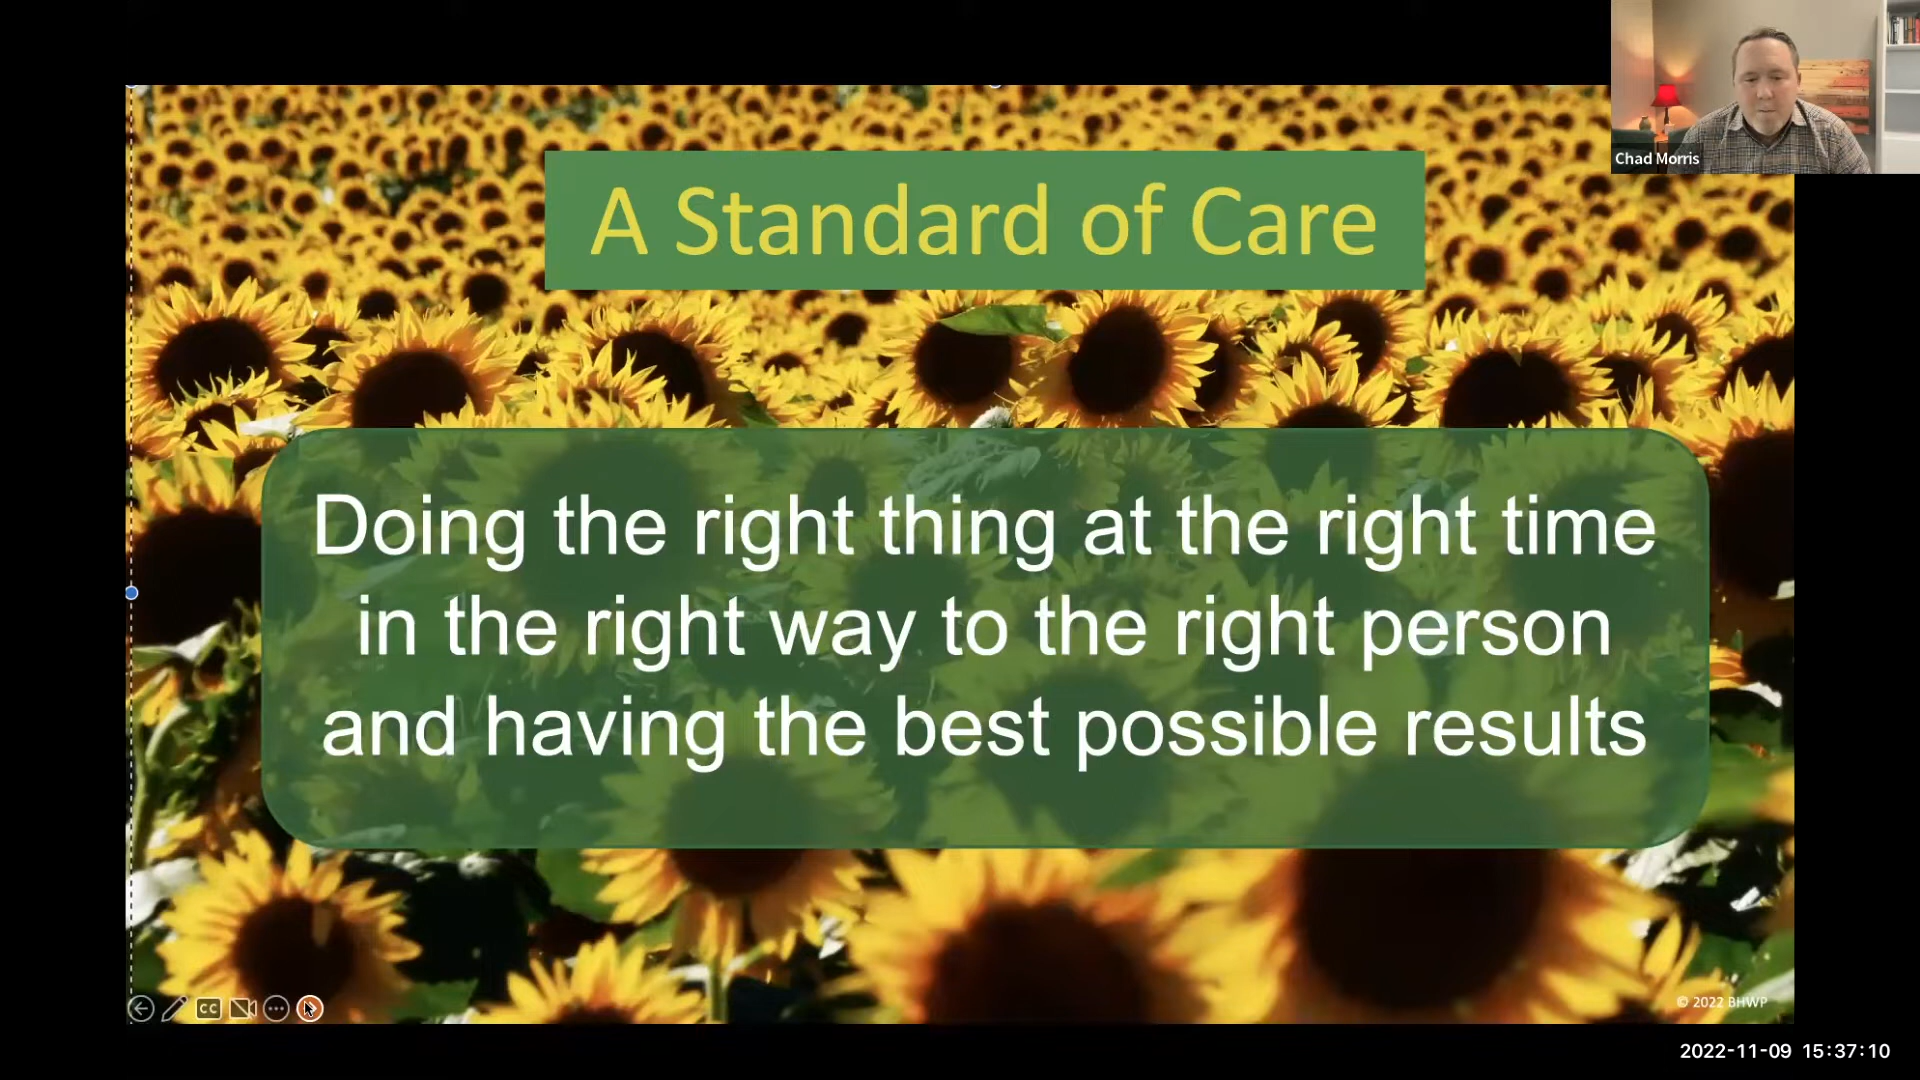 Chad Morris
A Standard of Care
Doing the right thing at the right time
in the right way to the right person
and having the best possible results
CC
© 2022 BHWP
2022-11-09 15:37:10